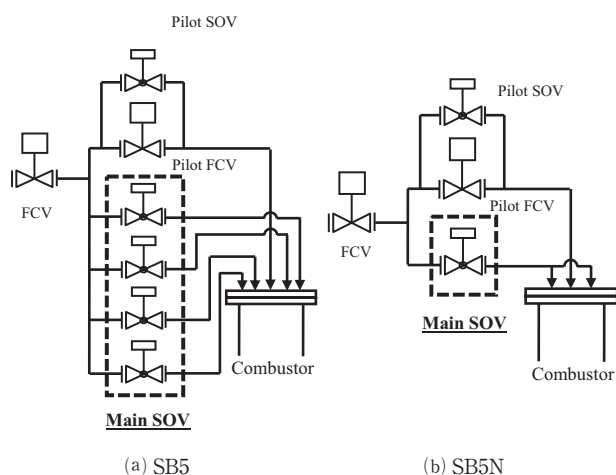 Pilot SOV
Pilot FCV
FCV
Main SOV
Combustor
(a) SB5
Pilot SOV
Pilot FCV
FCV
Main SOV
Combustor
(b) SB5N